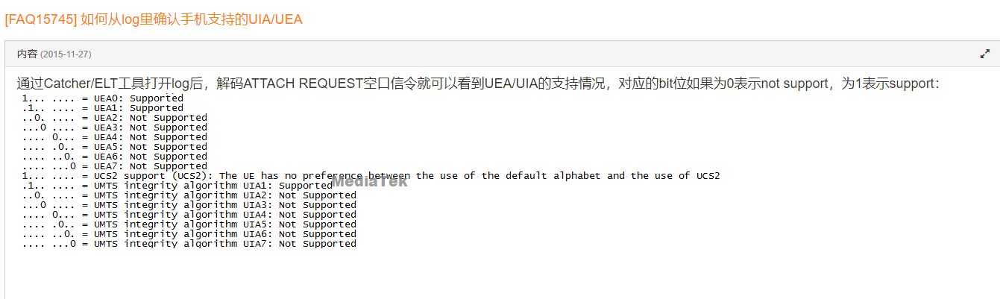 [FAQ15745] 如何从log里确认手机支持的UIA/UEA
内容 (2015-11-27)
通过Catcher/ELT工具打开log后，解码ATTACH REQUEST空口信令就可以看到UEA/UIA的支持情况，对应的bit位如果为0表示not support，为1表示support：
1... .... = UEA0: Supported
.1.. .... = UEA1: Supported
..0. .... = UEA2: Not Supported
...0 .... = UEA3: Not Supported
.... 0... = UEA4: Not Supported
.... .0.. = UEA5: Not Supported
.... ..0. = UEA6: Not Supported
.... ...0 = UEA7: Not Supported
1... .... = UCS2 support (UCS2): The UE has no preference between the use of the default alphabet and the use of UCS2
.1.. .... = UMTS integrity algorithm UIA1: Supported
MediaTek
..0. .... = UMTS integrity algorithm UIA2: Not Supported
...0 .... = UMTS integrity algorithm UIA3: Not Supported
.... 0... = UMTS integrity algorithm UIA4: Not Supported
.... .0.. = UMTS integrity algorithm UIA5: Not Supported
.... ..0. = UMTS integrity algorithm UIA6: Not Supported
.... ...0 = UMTS integrity algorithm UIA7: Not Supported